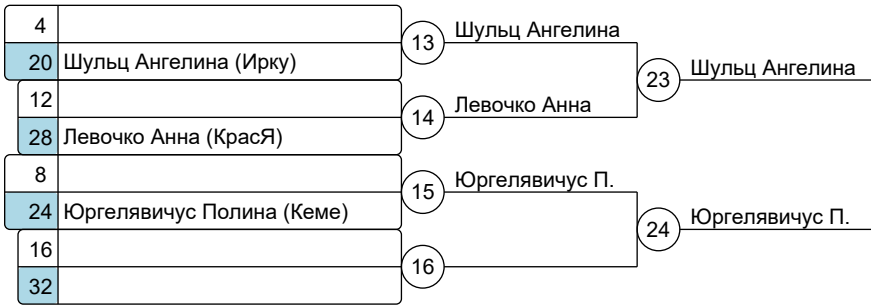 4
13
Шульц Ангелина
20 Шульц Ангелина (Ирку)
23
Шульц Ангелина
12
14
Левочко Анна
28 Левочко Анна (КрасЯ)
8
15
Юргелявичус П.
24 Юргелявичус Полина (Кеме)
24
Юргелявичус П.
16
16
32